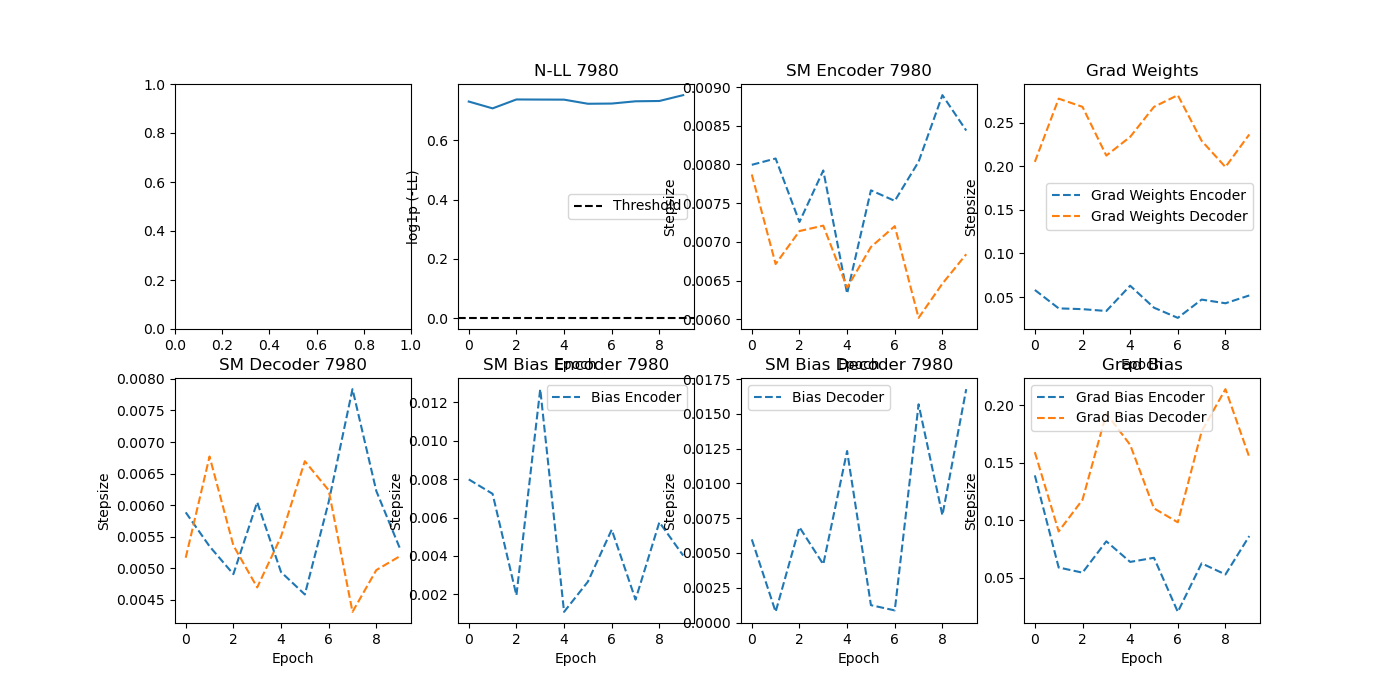 N-LL 7980
SM Encoder 7980
Grad Weights
1.0
0.8
0.6
0.4
0.2
0.0
0.0 0.2 0.4 0.6 0.8 1.0
log1p (-LL)
0.6
0.4
0.2
0.0
Threshold
0 2 4 6 8
Epoch
Stepsize
0.0090
0.0085
0.0080
0.0075
0.0070
0.0065
0.0060
0 2 4 6 8
Epoch
Stepsize
0.25
0.20
0.15
0.10
0.05
Grad Weights Encoder
Grad Weights Decoder
0 2 4 6 8
Epoch
SM Decoder 7980
SM Bias Encoder 7980
SM Bias Decoder 7980
Grad Bias
Stepsize
0.0080
0.0075
0.0070
0.0065
0.0060
0.0055
0.0050
0.0045
0 2 4 6 8
Epoch
Stepsize
0.012
0.010
0.008
0.006
0.004
0.002
Bias Encoder
0 2 4 6 8
Epoch
Stepsize
0.0175
0.0150
0.0125
0.0100
0.0075
0.0050
0.0025
0.0000
Bias Decoder
0 2 4 6 8
Epoch
Stepsize
0.20
0.15
0.10
0.05
Grad Bias Encoder
Grad Bias Decoder
0 2 4 6 8
Epoch